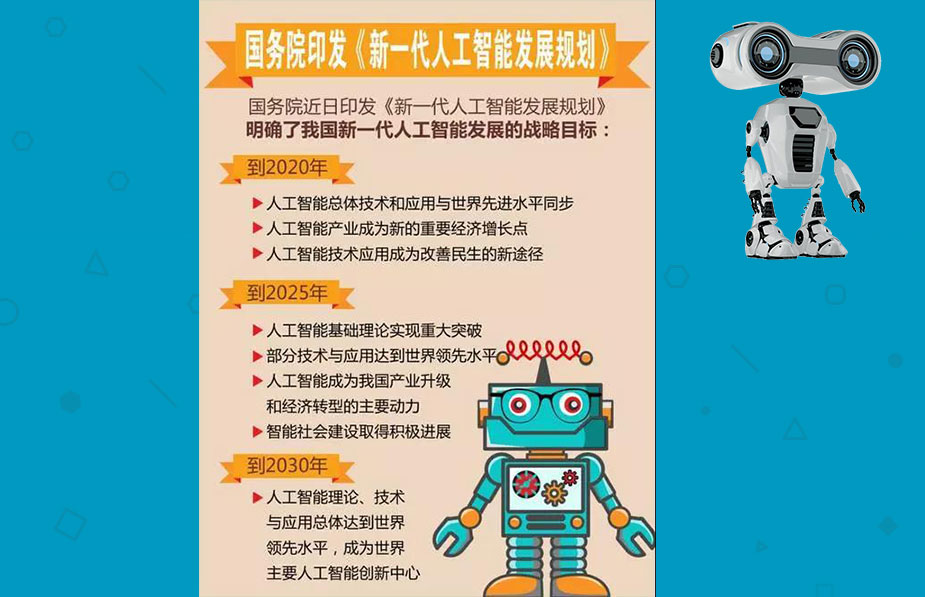 国务院印发《新一代人工智能发展规划》
国务院近日印发《新一代人工智能发展规划》
明确了我国新一代人工智能发展的战略目标：
到2020年
人工智能总体技术和应用与世界先进水平同步
人工智能产业成为新的重要经济增长点
人工智能技术应用成为改善民生的新途径
到2025年
人工智能基础理论实现重大突破
部分技术与应用达到世界领先水平
人工智能成为我国产业升级
和经济转型的主要动力
智能社会建设取得积极进展
到2030年
人工智能理论、技术
与应用总体达到世界
领先水平，成为世界
主要人工智能创新中心